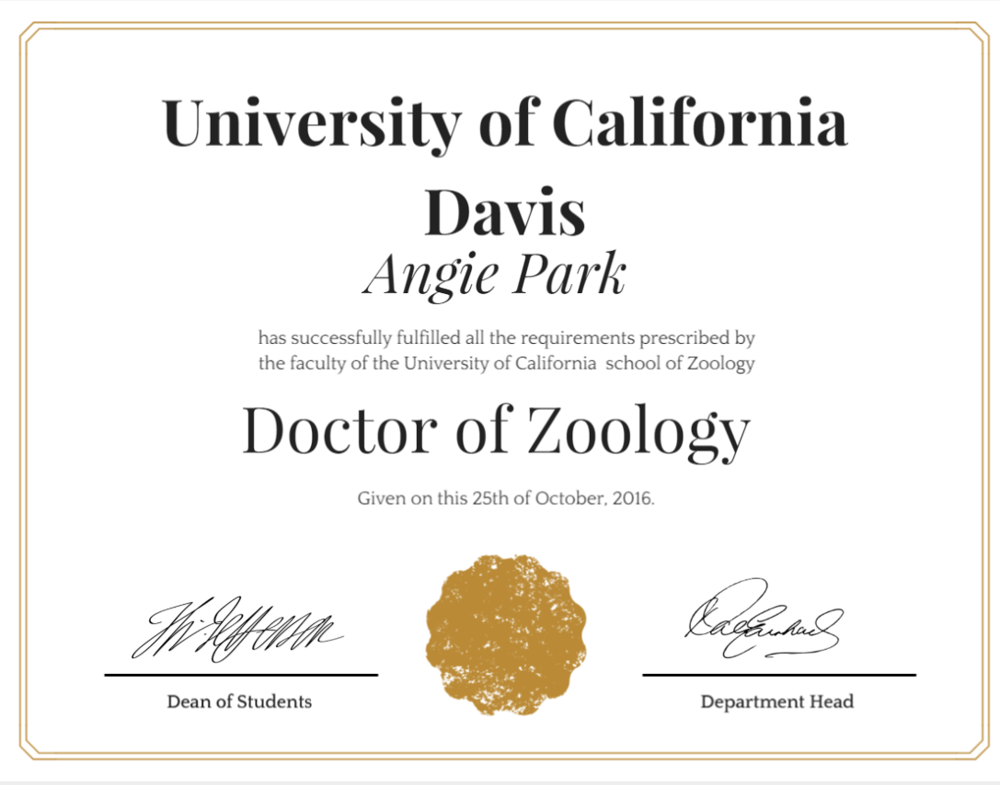 University of California
Davis
Angie Park
has successfully fulfilled all the requirements prescribed by
the faculty of the University of California school of Zoology
Doctor of Zoology
Given on this 25th of October, 2016.
Dean of Students
Department Head